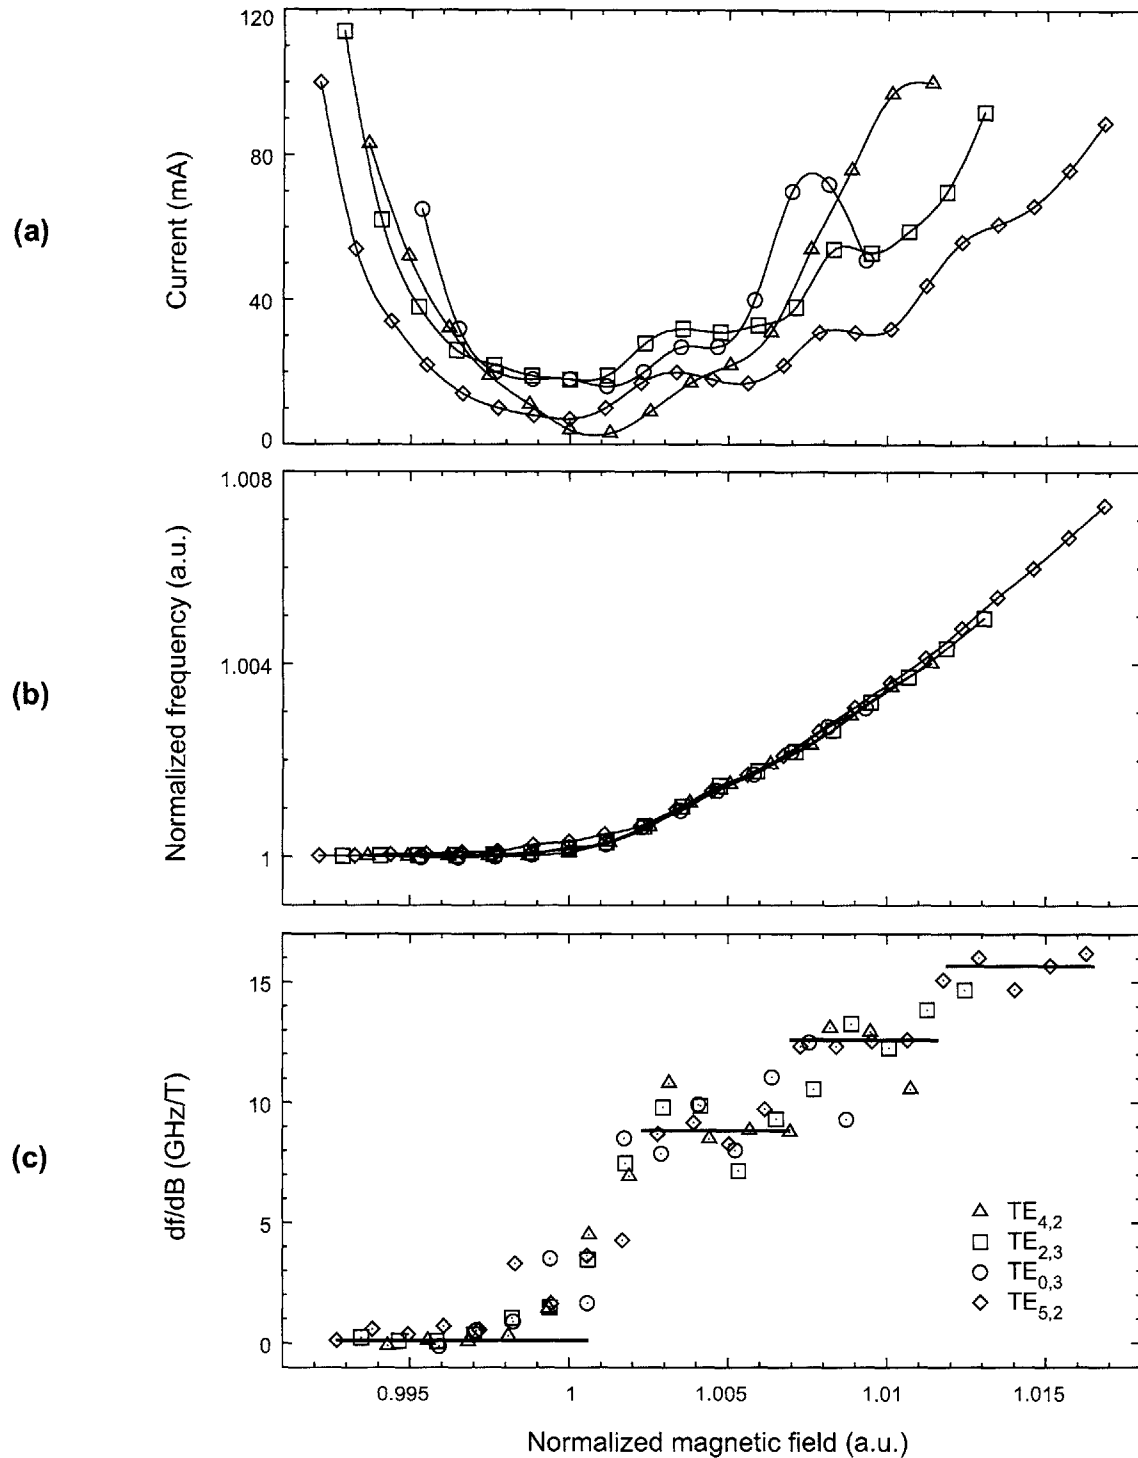 (a)
Current (mA)
120
80
40
0
(b)
Normalized frequency (a.u.)
1.008
1.004
1
(c)
df/dB (GHz/T)
15
10
5
0
TE4,2
TE2,3
TE0,3
TE5,2
0.995 1 1.005 1.01 1.015
Normalized magnetic field (a.u.)